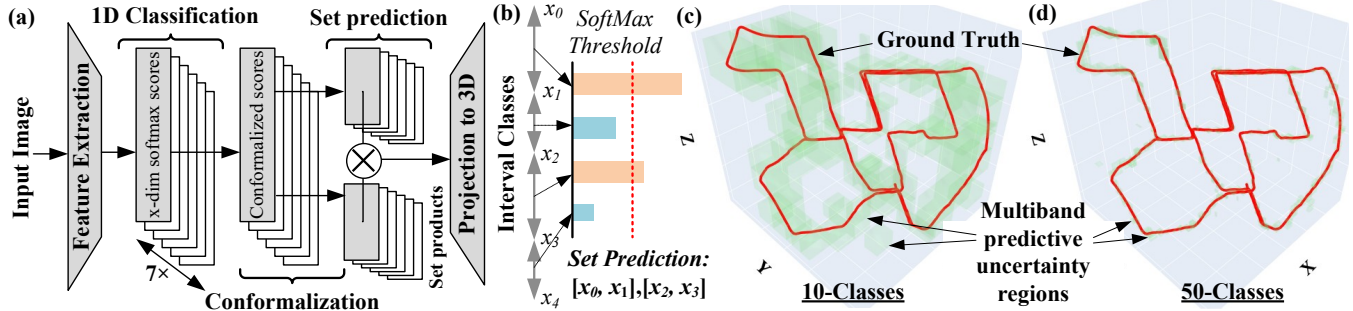 (a)
1D Classification
Set prediction
Input Image
Feature Extraction
x-dim softmax scores
Conformalized scores
Set products
Projection to 3D
7×
Conformalization
(b)
Interval Classes
x0
x1
x2
x3
x4
SoftMax
Threshold
Set Prediction:
[x0, x1],[x2, x3]
(c)
Ground Truth
Z
Y
Multiband
predictive
uncertainty
regions
10-Classes
(d)
Z
X
50-Classes